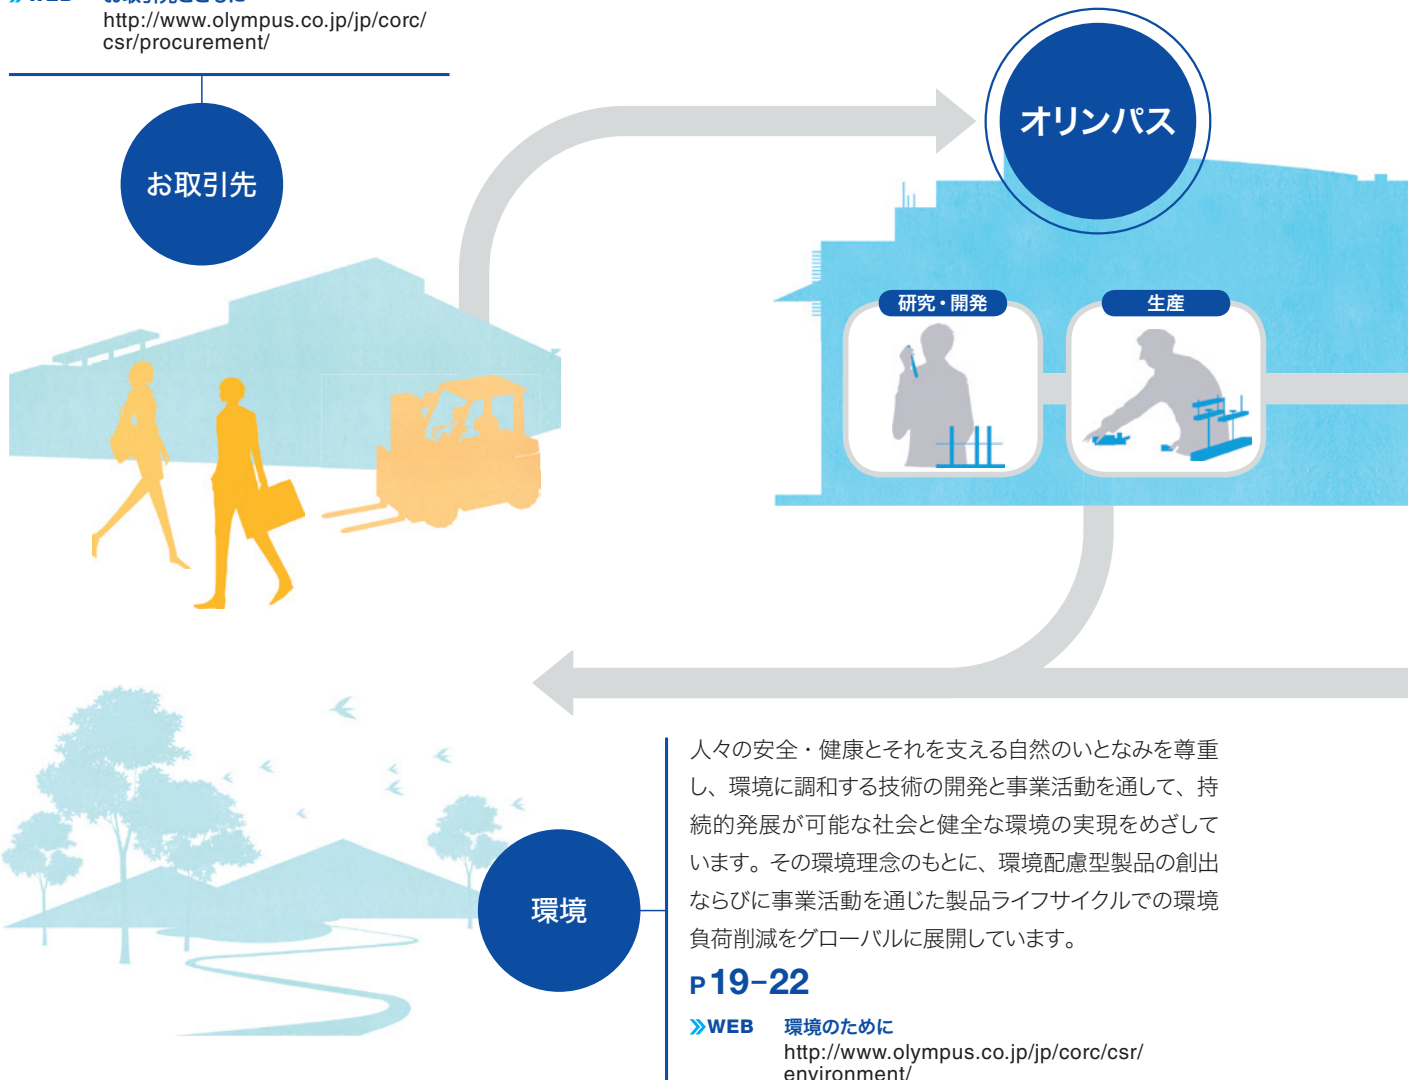 WEB お取引先とともに
http://www.olympus.co.jp/jp/corc/
csr/procurement/
お取引先
オリンパス
研究・開発
生産
環境
人々の安全・健康とそれを支える自然のいとなみを尊重
し、環境に調和する技術の開発と事業活動を通して、持
続的発展が可能な社会と健全な環境の実現をめざして
います。その環境理念のもとに、環境配慮型製品の創出
ならびに事業活動を通じた製品ライフサイクルでの環境
負荷削減をグローバルに展開しています。
P19-22
WEB 環境のために
http://www.olympus.co.jp/jp/corc/csr/
environment/